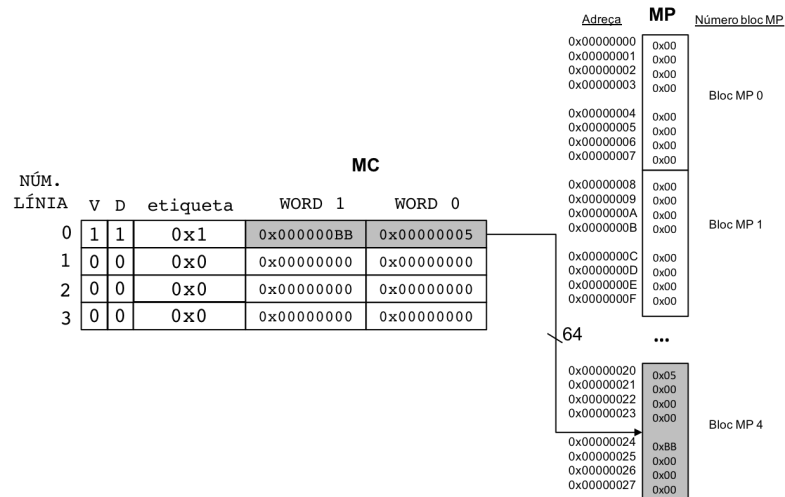 Adreça MP Número bloc MP
0x00000000 0x00
0x00000001 0x00
0x00000002 0x00
0x00000003 0x00
Bloc MP 0
0x00000004 0x00
0x00000005 0x00
0x00000006 0x00
0x00000007 0x00
0x00000008 0x00
0x00000009 0x00
0x0000000A 0x00
0x0000000B 0x00
Bloc MP 1
0x0000000C 0x00
0x0000000D 0x00
0x0000000E 0x00
0x0000000F 0x00
...
0x00000020 0x05
0x00000021 0x00
0x00000022 0x00
0x00000023 0x00
Bloc MP 4
0x00000024 0xBB
0x00000025 0x00
0x00000026 0x00
0x00000027 0x00
MC
NÚM.
LÍNIA V D etiqueta WORD 1 WORD 0
0 1 1 0x1 0x000000BB 0x00000005
1 0 0 0x0 0x00000000 0x00000000
2 0 0 0x0 0x00000000 0x00000000
3 0 0 0x0 0x00000000 0x00000000
64